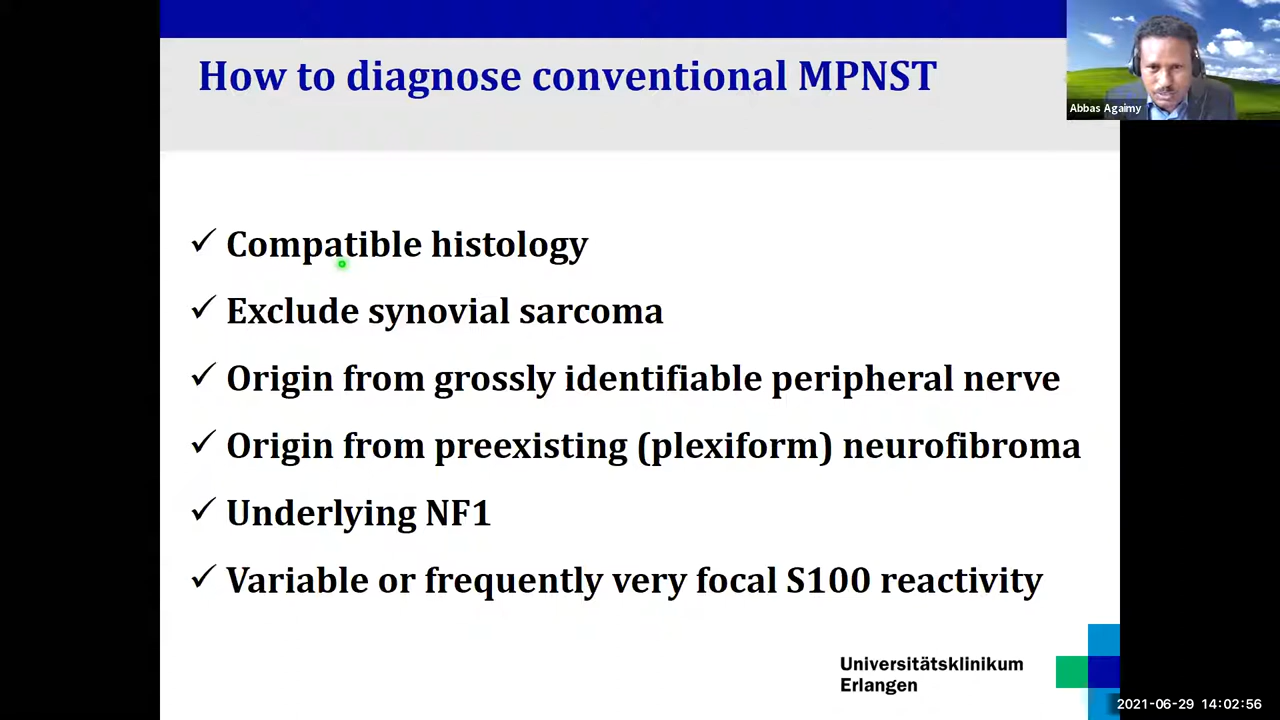 How to diagnose conventional MPNST
Abbas Agaimy
✓ Compatible histology
✓ Exclude synovial sarcoma
✓ Origin from grossly identifiable peripheral nerve
✓ Origin from preexisting (plexiform) neurofibroma
✓ Underlying NF1
✓ Variable or frequently very focal S100 reactivity
Universitätsklinikum
Erlangen
2021-06-29 14:02:56